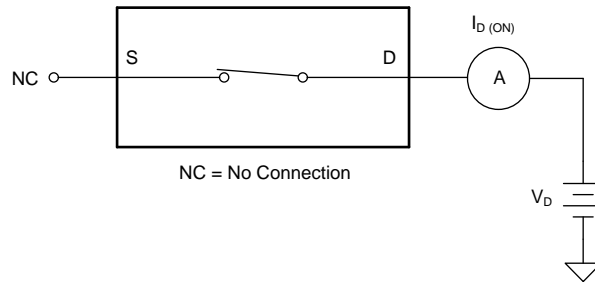 I_D (ON)
S
D
NC
A
NC = No Connection
V_D